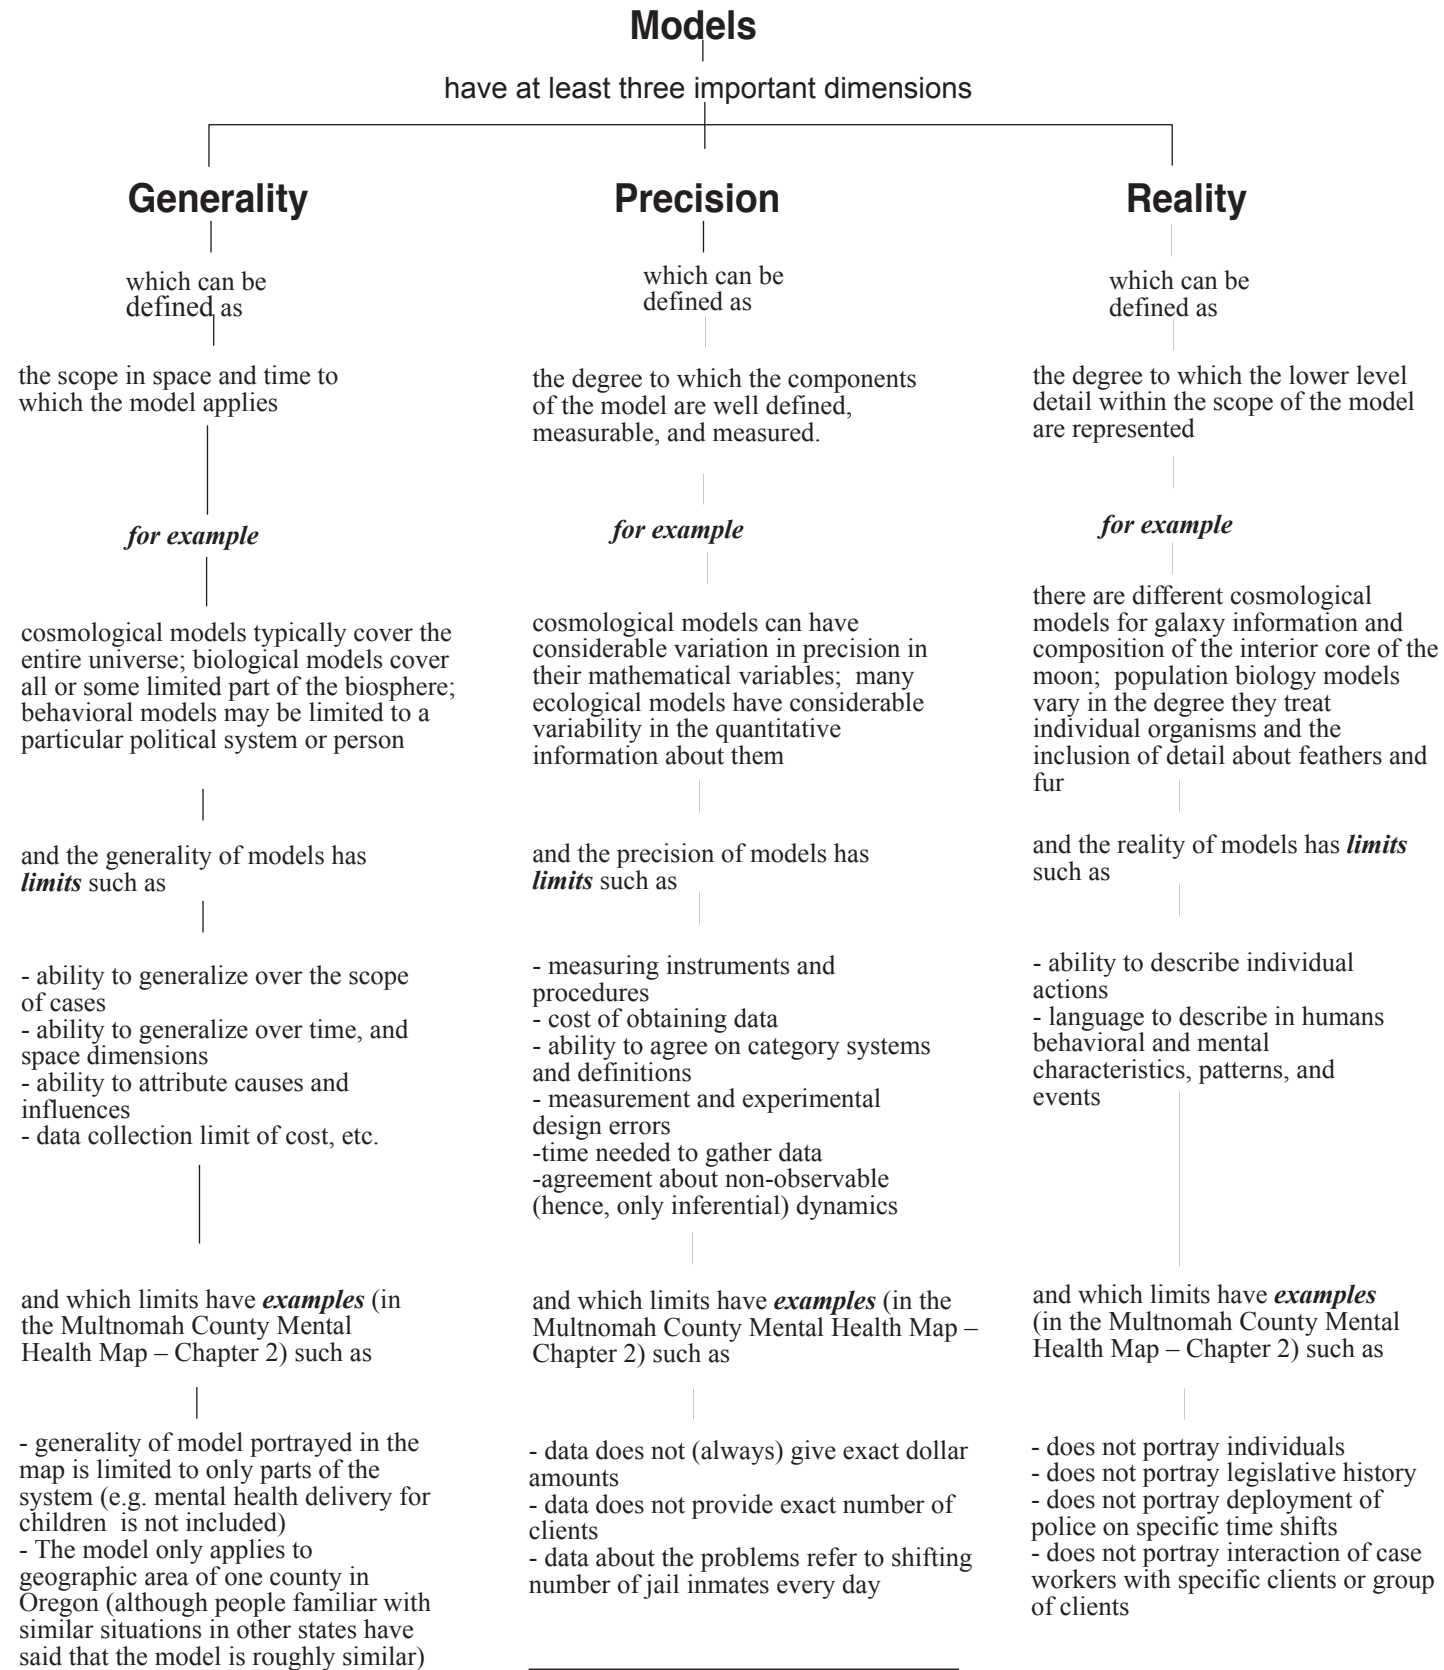 Models
have at least three important dimensions
Generality
which can be
defined as
the scope in space and time to
which the model applies
for example
cosmological models typically cover the
entire universe; biological models cover
all or some limited part of the biosphere;
behavioral models may be limited to a
particular political system or person
and the generality of models has
limits such as
- ability to generalize over the scope
of cases
- ability to generalize over time, and
space dimensions
- ability to attribute causes and
influences
- data collection limit of cost, etc.
and which limits have examples (in
the Multnomah County Mental
Health Map – Chapter 2) such as
- generality of model portrayed in the
map is limited to only parts of the
system (e.g. mental health delivery for
children is not included)
- The model only applies to
geographic area of one county in
Oregon (although people familiar with
similar situations in other states have
said that the model is roughly similar)
Precision
which can be
defined as
the degree to which the components
of the model are well defined,
measurable, and measured.
for example
cosmological models can have
considerable variation in precision in
their mathematical variables; many
ecological models have considerable
variability in the quantitative
information about them
and the precision of models has
limits such as
- measuring instruments and
procedures
- cost of obtaining data
- ability to agree on category systems
and definitions
- measurement and experimental
design errors
-time needed to gather data
-agreement about non-observable
(hence, only inferential) dynamics
and which limits have examples (in the
Multnomah County Mental Health Map –
Chapter 2) such as
- data does not (always) give exact dollar
amounts
- data does not provide exact number of
clients
- data about the problems refer to shifting
number of jail inmates every day
Reality
which can be
defined as
the degree to which the lower level
detail within the scope of the model
are represented
for example
there are different cosmological
models for galaxy information and
composition of the interior core of the
moon; population biology models
vary in the degree they treat
individual organisms and the
inclusion of detail about feathers and
fur
and the reality of models has limits
such as
- ability to describe individual
actions
- language to describe in humans
behavioral and mental
characteristics, patterns, and
events
and which limits have examples
(in the Multnomah County Mental
Health Map – Chapter 2) such as
- does not portray individuals
- does not portray legislative history
- does not portray deployment of
police on specific time shifts
- does not portray interaction of case
workers with specific clients or group
of clients